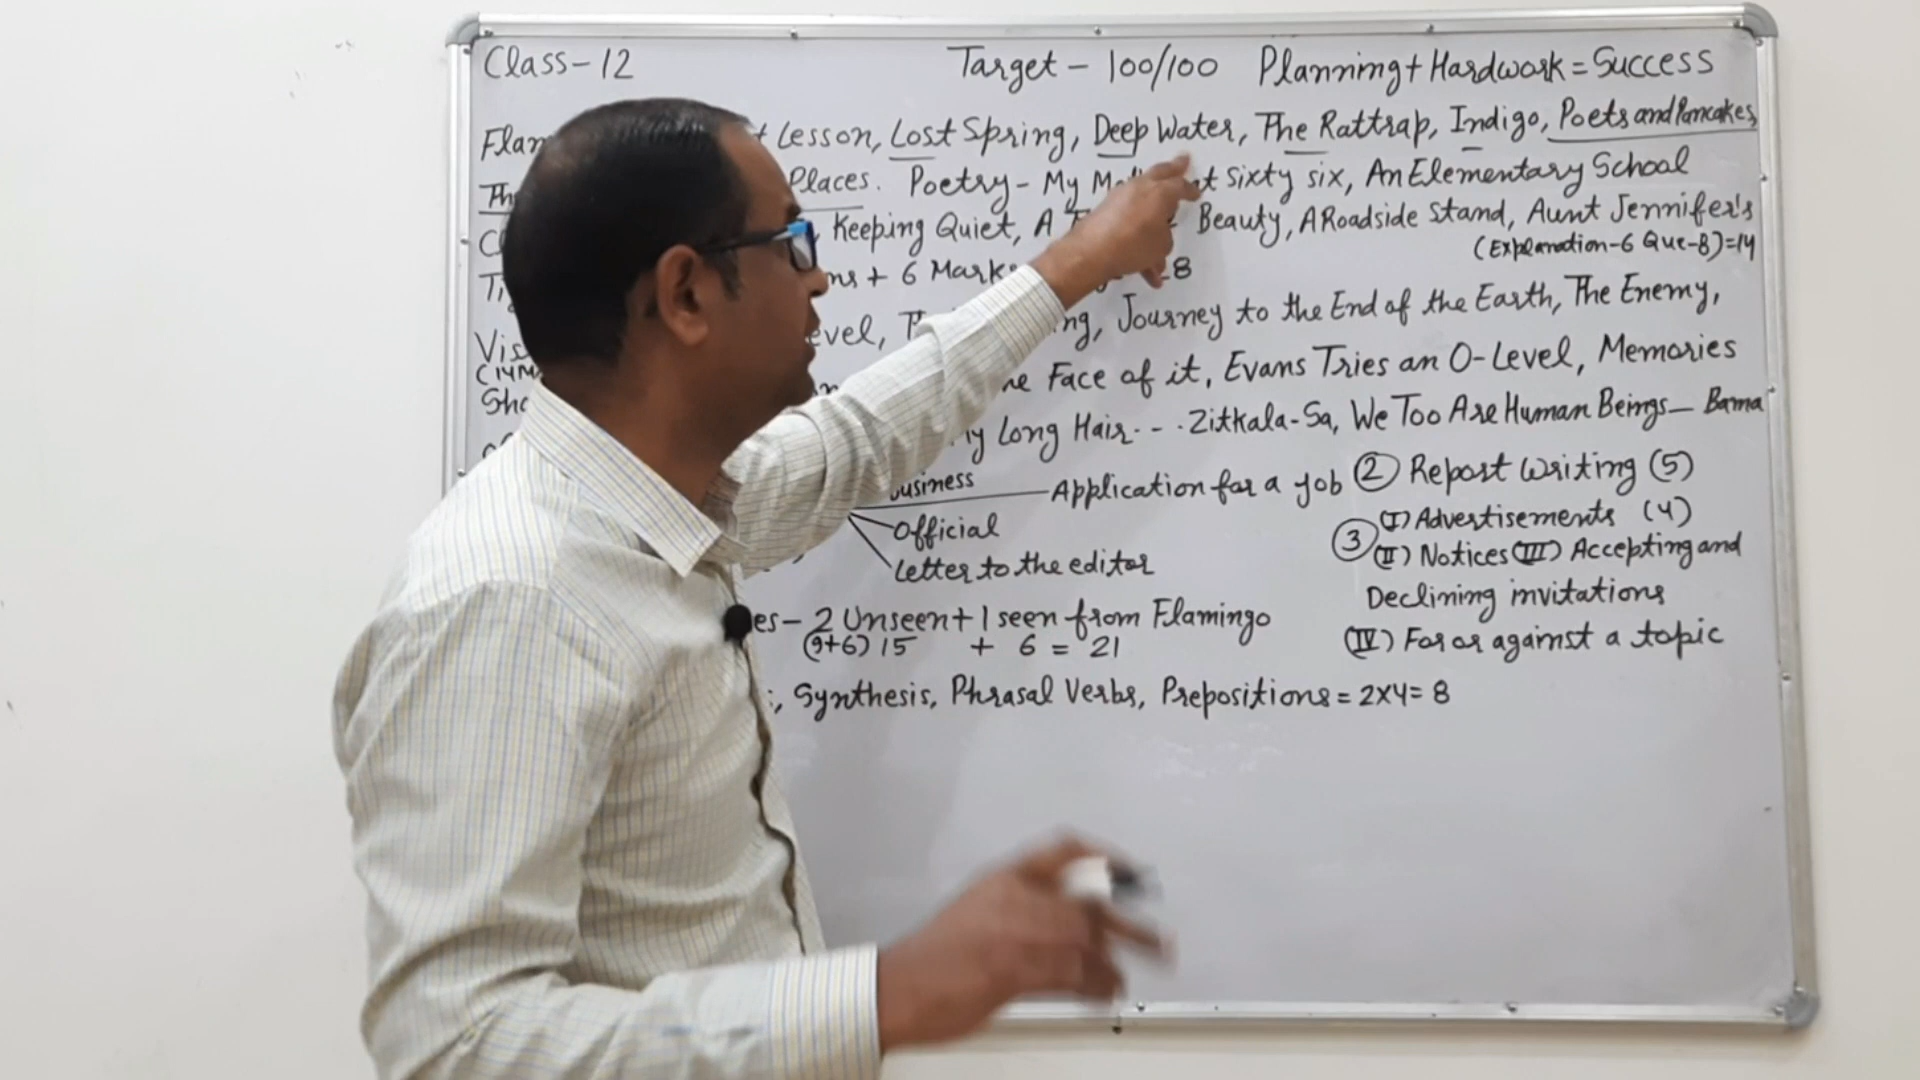 Class-12 Target - 100/100 Planning+Hardwork=Success
Flam t Lesson, Lost Spring, Deep Water, The Rattrap, Indigo, Poets and Pancakes,
Th Places. Poetry - My M t Sixty six, An Elementary School
Cl Keeping Quiet, A T Beauty, A Roadside Stand, Aunt Jennifer's
(Explanation-6 Que-8)=14
Ti ns + 6 Marks 8
Vis evel, T ng, Journey to the End of the Earth, The Enemy,
(14M
Sho he Face of it, Evans Tries an O-Level, Memories
y Long Hair - - . Zitkala-Sa, We Too Are Human Beings - Bama
Business Application for a job ② Report Writing (5)
Official
Letter to the editor
③ (I) Advertisements (4)
(II) Notices (III) Accepting and
Declining invitations
(IV) For or against a topic
es - 2 Unseen + 1 seen from Flamingo
(9+6) 15 + 6 = 21
, Synthesis, Phrasal Verbs, Prepositions = 2x4= 8